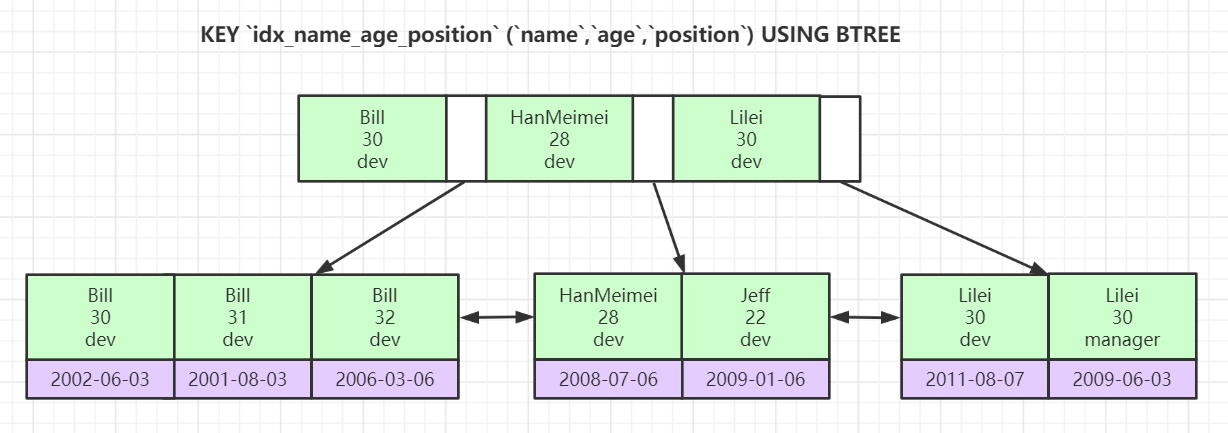 KEY `idx_name_age_position` (`name`,`age`,`position`) USING BTREE
Bill
30
dev
HanMeimei
28
dev
Lilei
30
dev
Bill
30
dev
2002-06-03
Bill
31
dev
2001-08-03
Bill
32
dev
2006-03-06
HanMeimei
28
dev
2008-07-06
Jeff
22
dev
2009-01-06
Lilei
30
dev
2011-08-07
Lilei
30
manager
2009-06-03